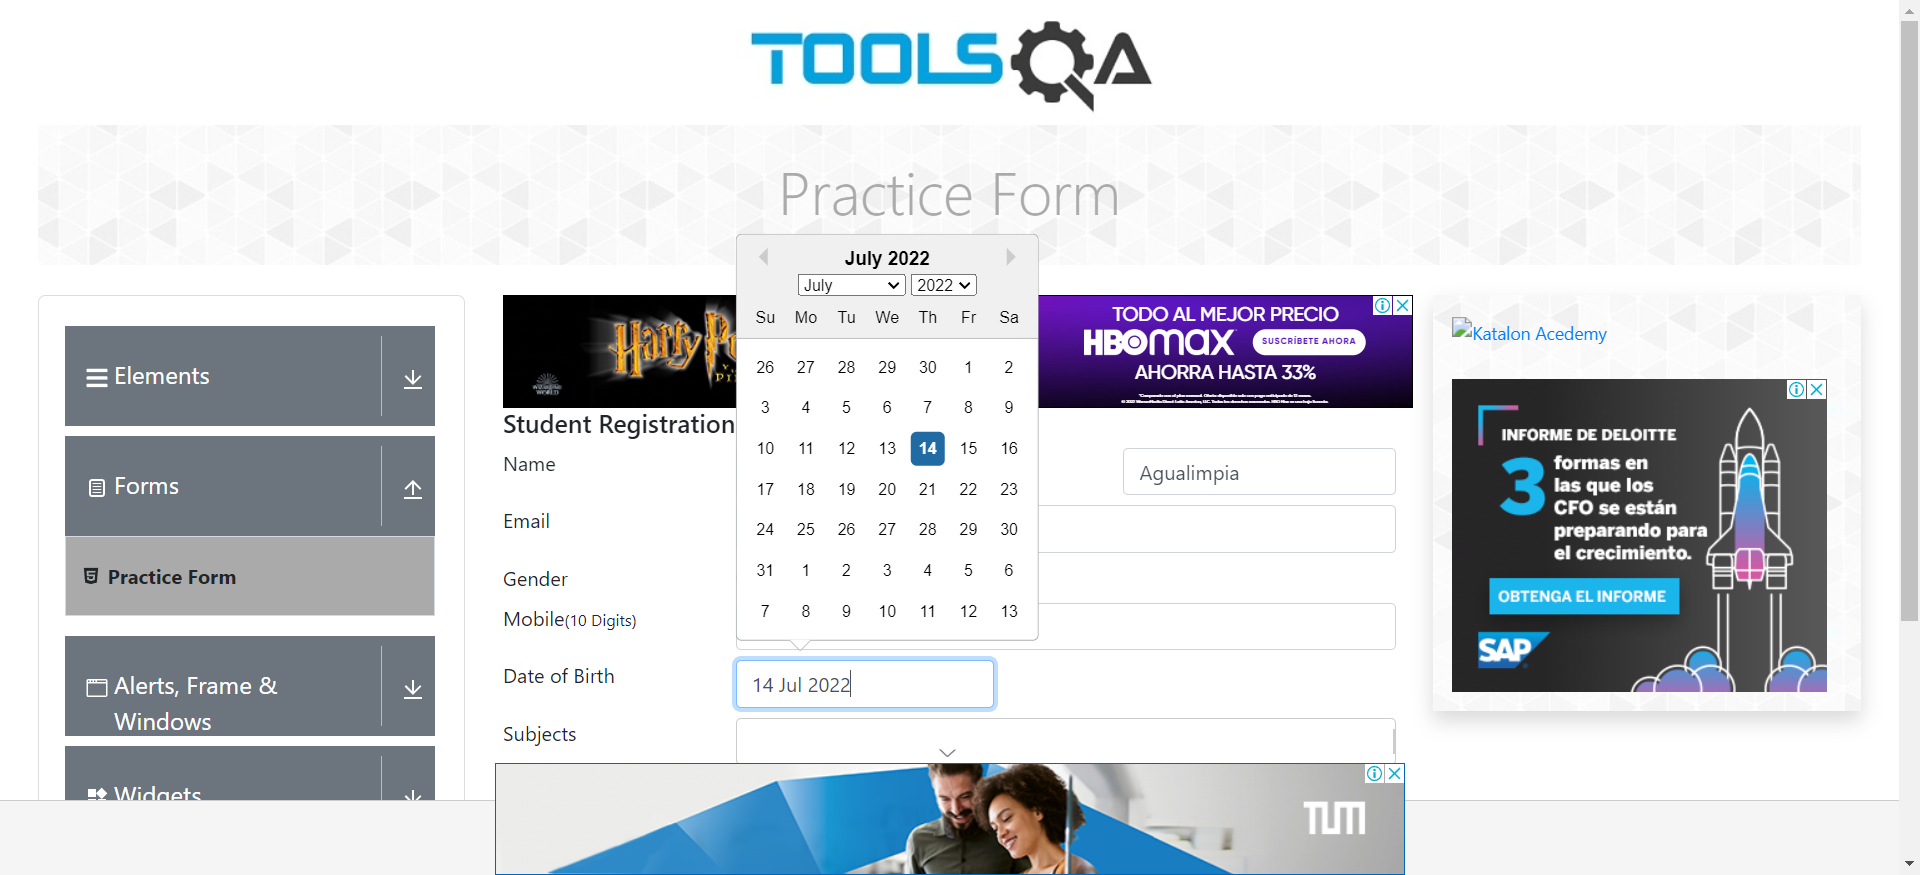 TOOLSQA
Practice Form
July 2022
July 2022
Su Mo Tu We Th Fr Sa
26 27 28 29 30 1 2
3 4 5 6 7 8 9
10 11 12 13 14 15 16
17 18 19 20 21 22 23
24 25 26 27 28 29 30
31 1 2 3 4 5 6
7 8 9 10 11 12 13
Elements
Forms
Practice Form
Alerts, Frame &
Windows
Widgets
Harry Po
WIZARDING
WORLD
TODO AL MEJOR PRECIO
HBOMAX
SUSCRÍBETE AHORA
AHORRA HASTA 33%
Student Registration
Name
Agualimpia
Email
Gender
Mobile(10 Digits)
Date of Birth
14 Jul 2022
Subjects
TUM
Katalon Acedemy
INFORME DE DELOITTE
3 formas en
las que los
CFO se están
preparando para
el crecimiento.
OBTENGA EL INFORME
SAP